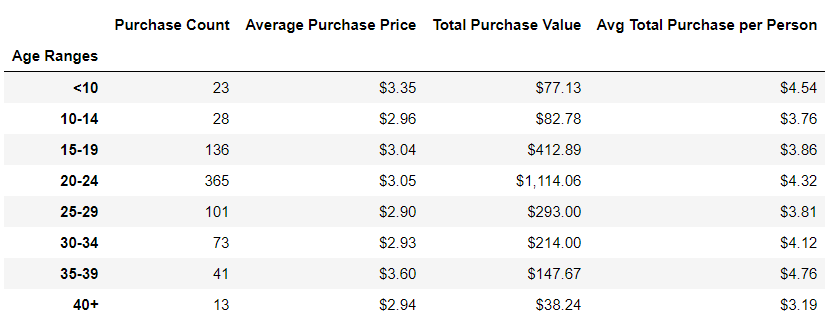 Purchase Count Average Purchase Price Total Purchase Value Avg Total Purchase per Person
Age Ranges
<10 23 $3.35 $77.13 $4.54
10-14 28 $2.96 $82.78 $3.76
15-19 136 $3.04 $412.89 $3.86
20-24 365 $3.05 $1,114.06 $4.32
25-29 101 $2.90 $293.00 $3.81
30-34 73 $2.93 $214.00 $4.12
35-39 41 $3.60 $147.67 $4.76
40+ 13 $2.94 $38.24 $3.19